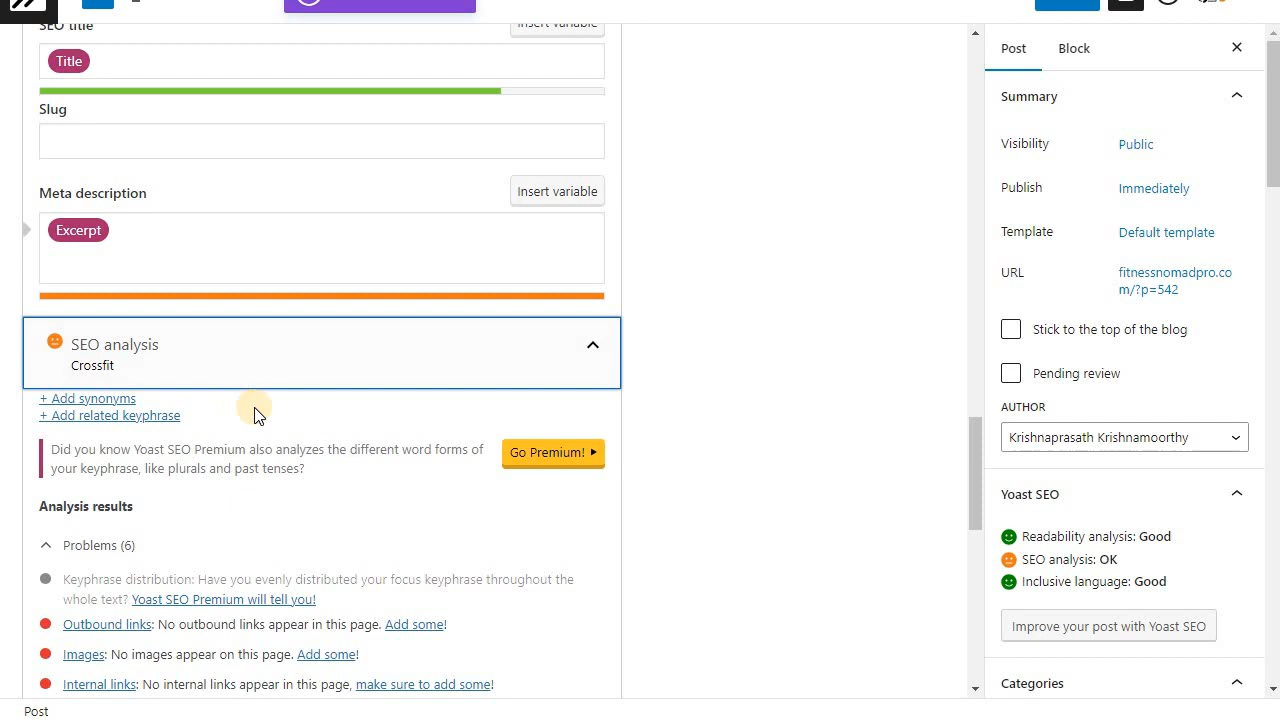 SEO title
Insert variable
Title
Slug
Meta description
Insert variable
Excerpt
SEO analysis
Crossfit
+ Add synonyms
+ Add related keyphrase
Did you know Yoast SEO Premium also analyzes the different word forms of
your keyphrase, like plurals and past tenses?
Go Premium!
Analysis results
Problems (6)
Keyphrase distribution: Have you evenly distributed your focus keyphrase throughout the
whole text? Yoast SEO Premium will tell you!
Outbound links: No outbound links appear in this page. Add some!
Images: No images appear on this page. Add some!
Internal links: No internal links appear in this page, make sure to add some!
Post
Post Block
Summary
Visibility Public
Publish Immediately
Template Default template
URL fitnessnomadpro.co
m/?p=542
Stick to the top of the blog
Pending review
AUTHOR
Krishnaprasath Krishnamoorthy
Yoast SEO
Readability analysis: Good
SEO analysis: OK
Inclusive language: Good
Improve your post with Yoast SEO
Categories